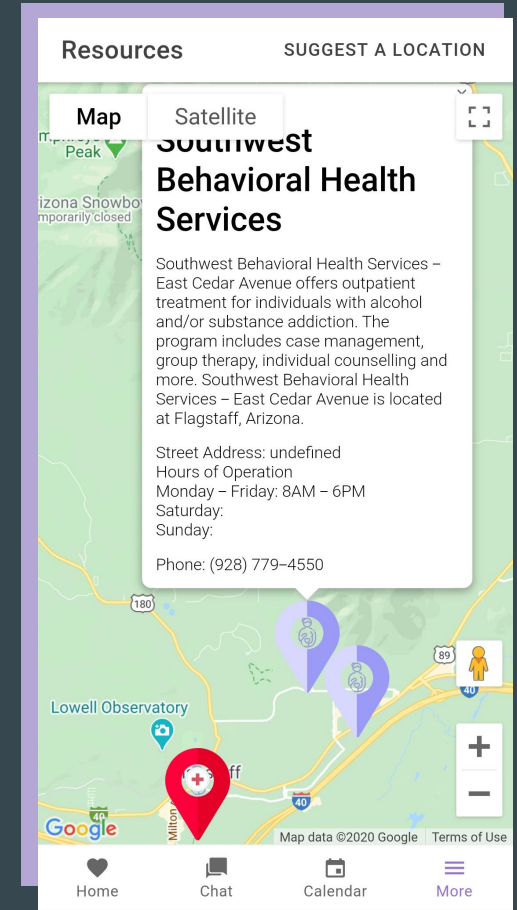 Resources
SUGGEST A LOCATION
Map
Satellite
Peak
izona Snowbo
mporarily closed
Southwest
Behavioral Health
Services
Southwest Behavioral Health Services –
East Cedar Avenue offers outpatient
treatment for individuals with alcohol
and/or substance addiction. The
program includes case management,
group therapy, individual counselling and
more. Southwest Behavioral Health
Services – East Cedar Avenue is located
at Flagstaff, Arizona.
Street Address: undefined
Hours of Operation
Monday – Friday: 8AM – 6PM
Saturday:
Sunday:
Phone: (928) 779–4550
180
89
40
Lowell Observatory
ff
40
40
Milton
Google
Map data ©2020 Google
Terms of Use
Home
Chat
Calendar
More